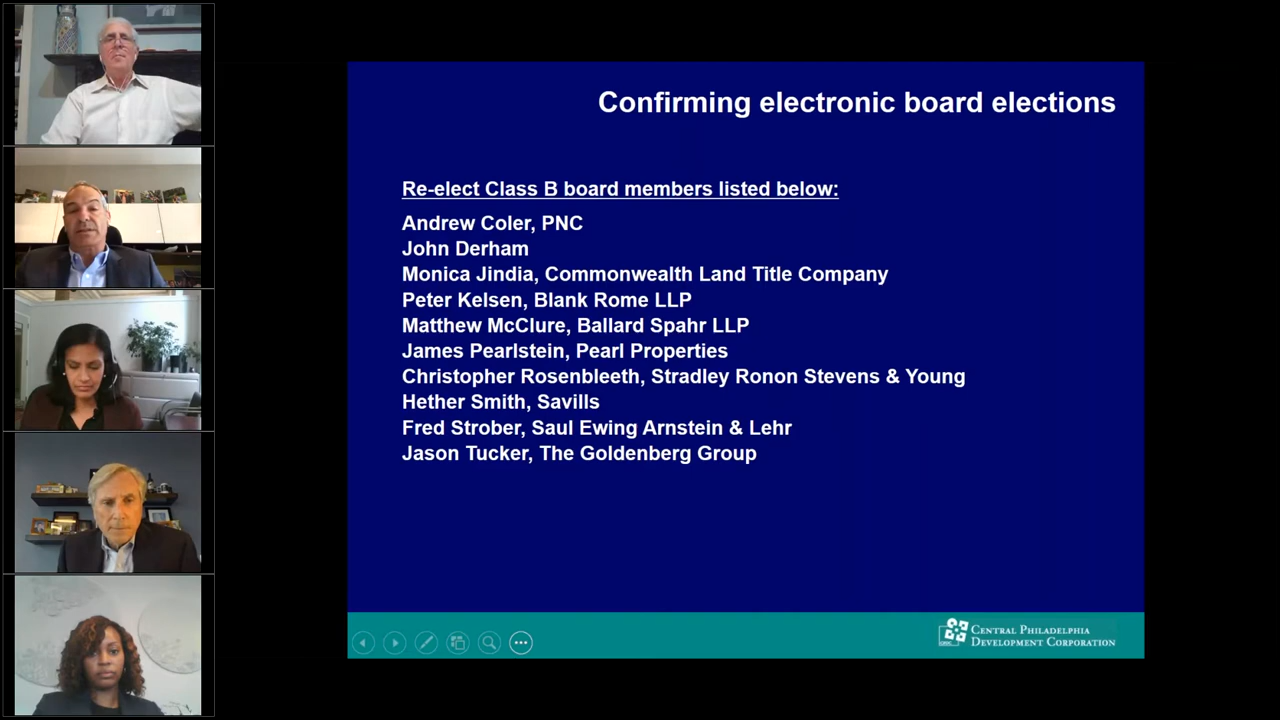 Confirming electronic board elections
Re-elect Class B board members listed below:
Andrew Coler, PNC
John Derham
Monica Jindia, Commonwealth Land Title Company
Peter Kelsen, Blank Rome LLP
Matthew McClure, Ballard Spahr LLP
James Pearlstein, Pearl Properties
Christopher Rosenbleeth, Stradley Ronon Stevens & Young
Hether Smith, Savills
Fred Strober, Saul Ewing Arnstein & Lehr
Jason Tucker, The Goldenberg Group
CENTRAL PHILADELPHIA
DEVELOPMENT CORPORATION